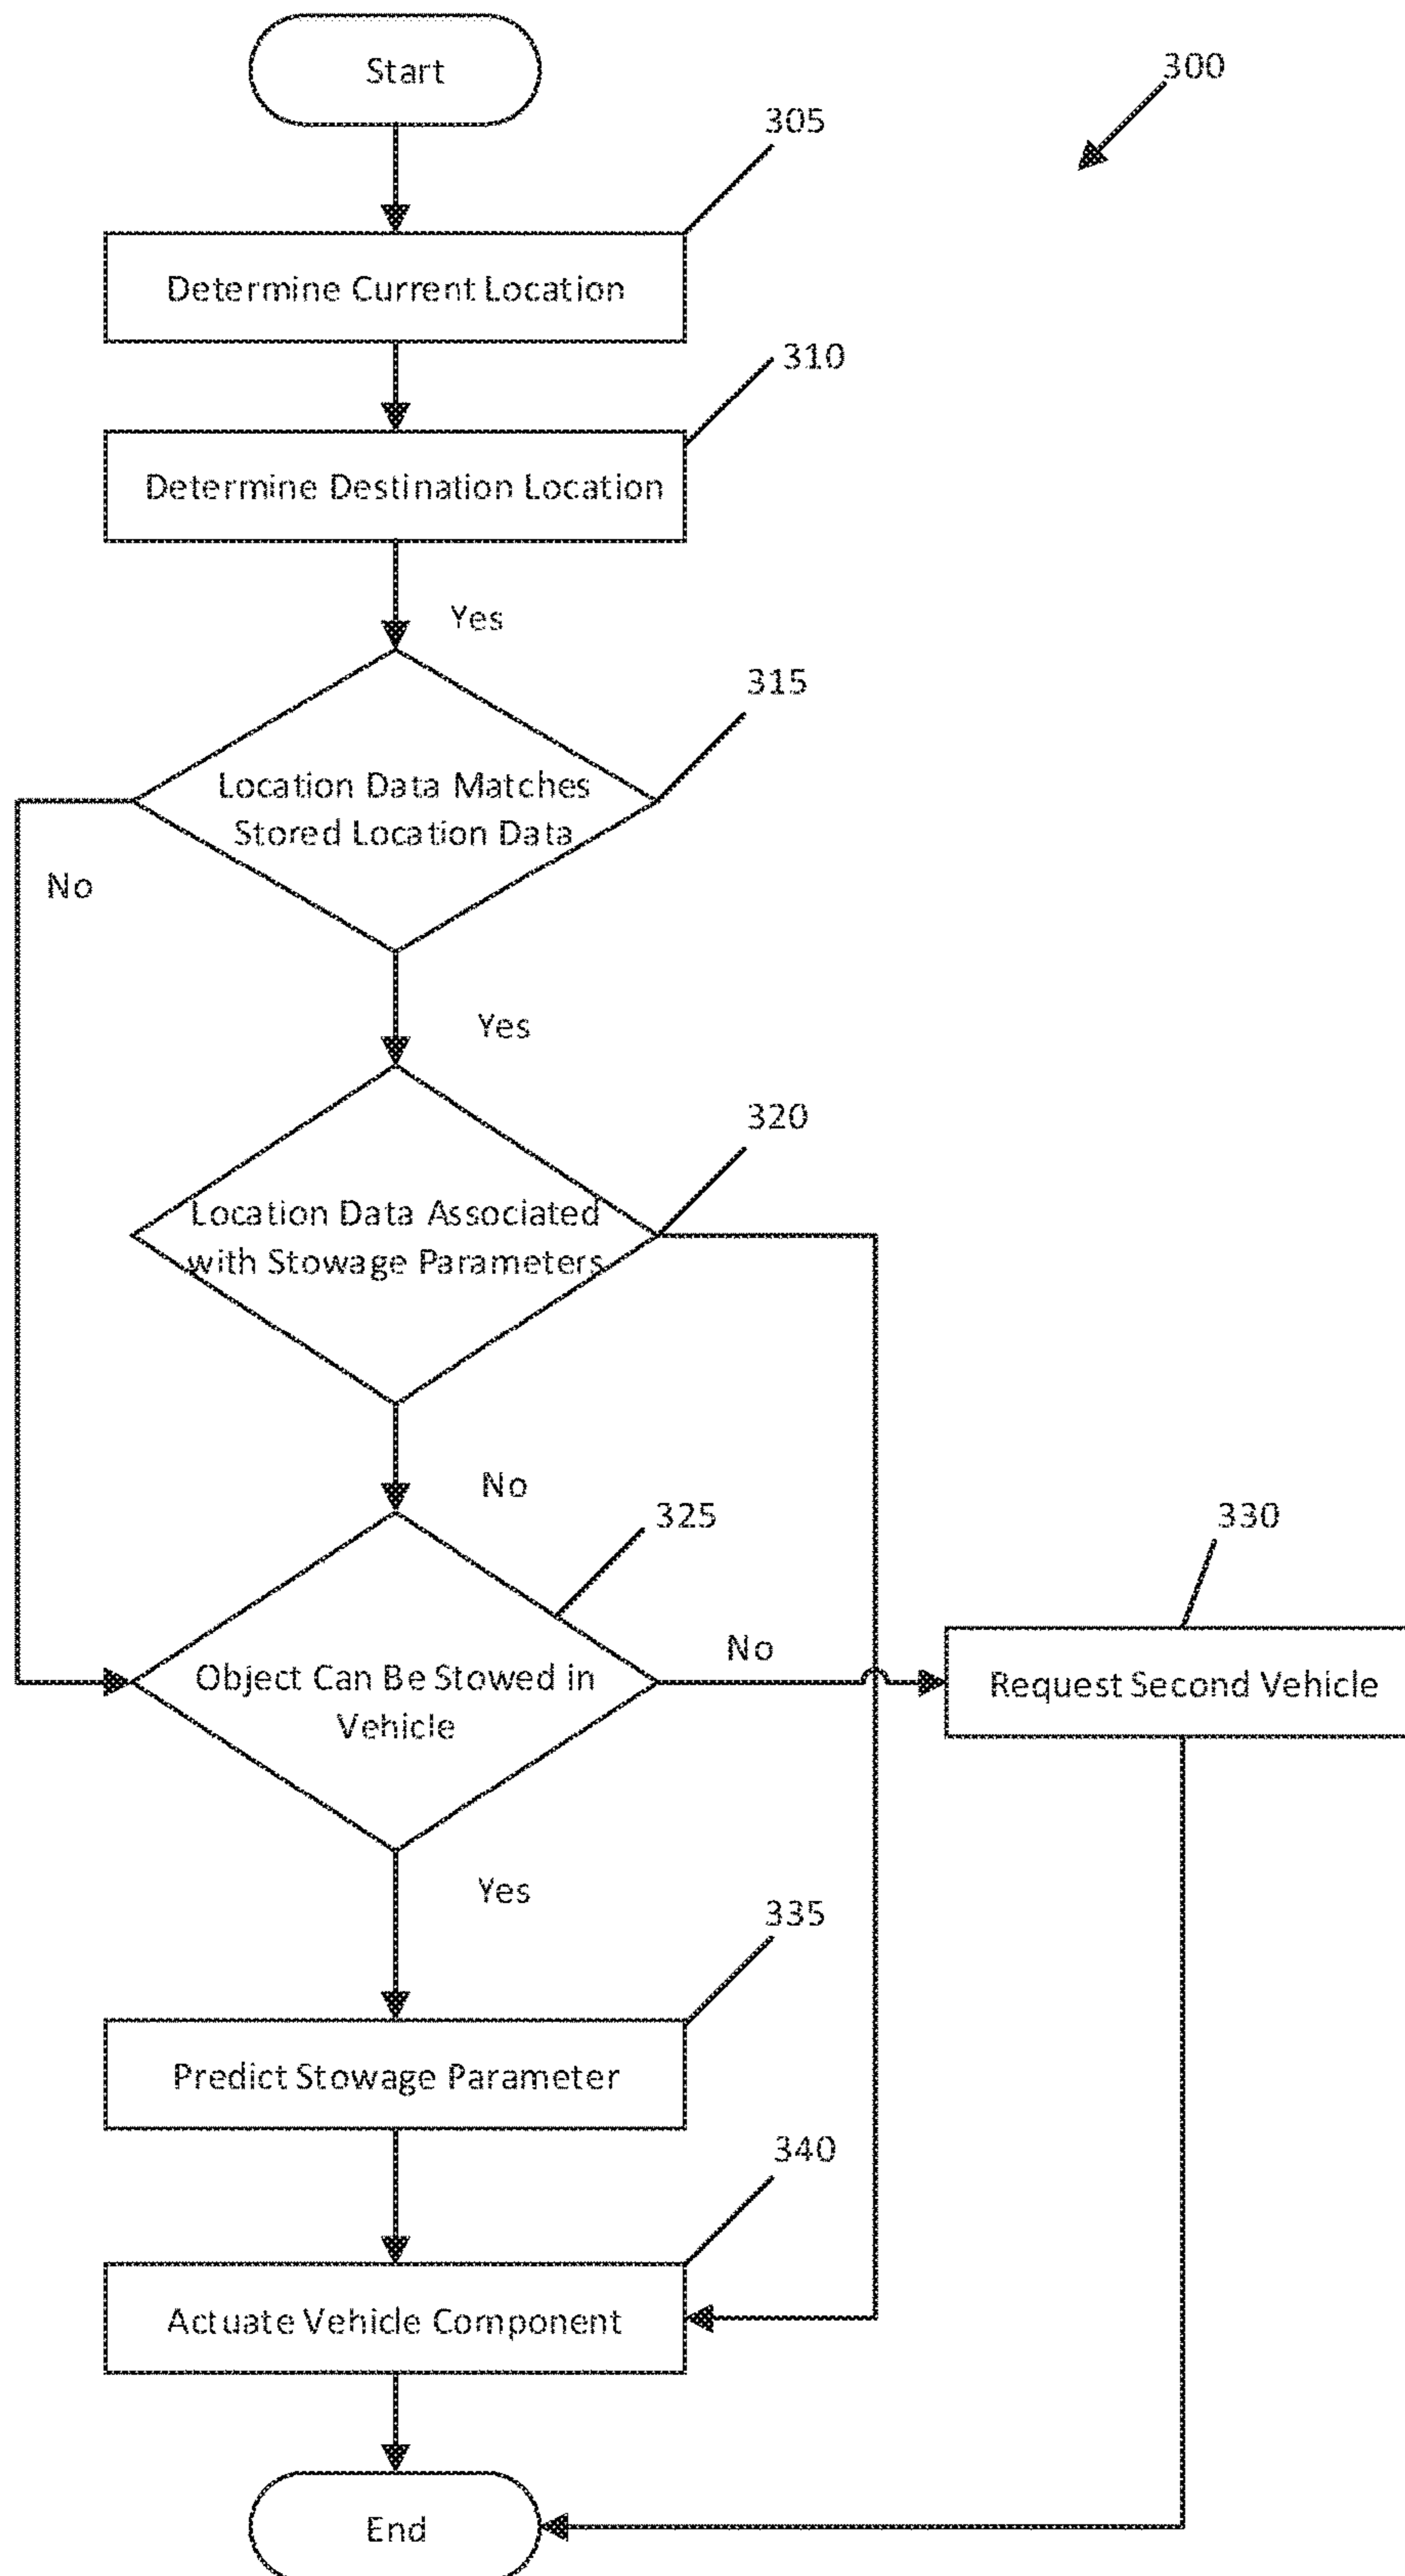 Start
300
305
Determine Current Location
310
Determine Destination Location
Yes
315
Location Data Matches
Stored Location Data
No
Yes
320
Location Data Associated
with Stowage Parameters
No
325
330
No
Object Can Be Stowed in
Vehicle
Request Second Vehicle
Yes
335
Predict Stowage Parameter
340
Actuate Vehicle Component
End